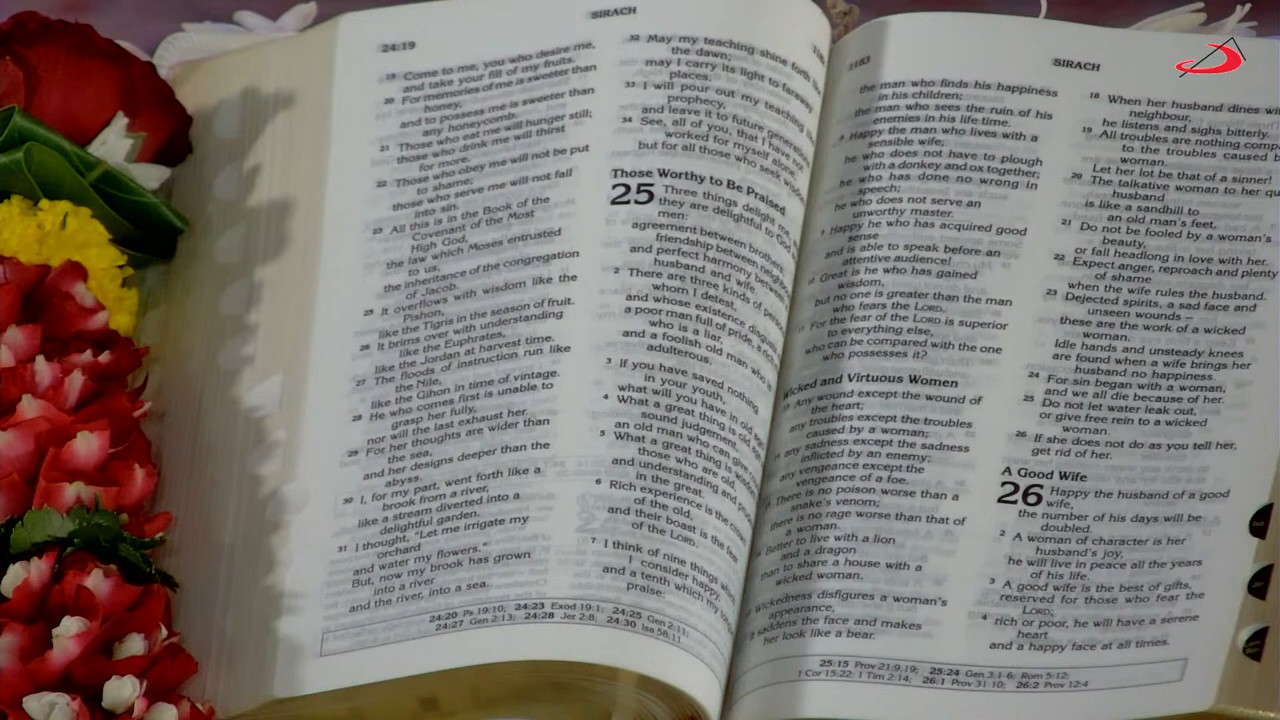 24:19
SIRACH
19 Come to me, you who desire me,
and take your fill of my fruits.
20 For memories of me is sweeter than
honey,
and to possess me is sweeter than
any honeycomb.
21 Those who eat me will hunger still;
those who drink me will thirst
for more.
22 Those who obey me will not be put
to shame;
those who serve me will not fall
into sin.
23 All this is in the Book of the
Covenant of the Most
High God,
the law which Moses entrusted
to us,
the inheritance of the congregation
of Jacob.
25 It overflows with wisdom like the
Pishon,
like the Tigris in the season of fruit.
26 It brims over with understanding
like the Euphrates,
like the Jordan at harvest time.
27 The floods of instruction run like
the Nile,
like the Gihon in time of vintage.
28 He who comes first is unable to
grasp her fully,
nor will the last exhaust her.
29 For her thoughts are wider than
the sea,
and her designs deeper than the
abyss.
30 I, for my part, went forth like a
brook from a river,
like a stream diverted into a
delightful garden.
31 I thought, "Let me irrigate my
orchard
and water my flowers."
But, now my brook has grown
into a river
and the river, into a sea.
32 May my teaching shine forth like
the dawn;
may I carry its light to faraway
places.
33 I will pour out my teaching
prophecy,
and leave it to future generations.
34 See, all of you, that I have not
worked for myself alone,
but for all those who seek
Those Worthy to Be Praised
25 Three things delight me,
they are delightful to God
men:
agreement between brothers,
friendship between
and perfect harmony between
husband and wife.
2 There are three kinds of
whom I detest,
and whose existence
a poor man full of pride, a
who is a liar,
and a foolish old man who is
adulterous.
3 If you have saved nothing
in your youth,
what will you have in old
4 What a great thing is old
sound judgement,
an old man who can give
5 What a great thing is
those who are old,
and understanding and
in the great.
6 Rich experience is the crown
of the old,
and their boast is the fear
of the LORD.
7 I think of nine things
I consider happy,
and a tenth which my
praise:
24:20 Ps 19:10; 24:23 Exod 19:1; 24:25 Gen 2:11;
24:27 Gen 2:13; 24:28 Jer 2:8; 24:30 Isa 58:11
1183
SIRACH
the man who finds his happiness
in his children;
the man who sees the ruin of his
enemies in his life time.
8 Happy the man who lives with a
sensible wife;
he who does not have to plough
with a donkey and ox together;
he who has done no wrong in
speech;
he who does not serve an
unworthy master.
9 Happy he who has acquired good
sense
and is able to speak before an
attentive audience!
10 Great is he who has gained
wisdom,
but no one is greater than the man
who fears the LORD.
11 For the fear of the LORD is superior
to everything else,
who can be compared with the one
who possesses it?
Wicked and Virtuous Women
Any wound except the wound of
the heart;
any troubles except the troubles
caused by a woman;
14 any sadness except the sadness
inflicted by an enemy;
any vengeance except the
vengeance of a foe.
There is no poison worse than a
snake's venom;
there is no rage worse than that of
a woman.
Better to live with a lion
and a dragon
than to share a house with a
wicked woman.
Wickedness disfigures a woman's
appearance,
it saddens the face and makes
her look like a bear.
18 When her husband dines
neighbour,
he listens and sighs bitterly.
19 All troubles are nothing
to the troubles caused
woman.
Let her lot be that of a sinner!
20 The talkative woman to her
husband
is like a sandhill to
an old man's feet.
21 Do not be fooled by a woman's
beauty,
or fall headlong in love with her.
22 Expect anger, reproach and plenty
of shame
when the wife rules the husband.
23 Dejected spirits, a sad face and
unseen wounds –
these are the work of a wicked
woman.
Idle hands and unsteady knees
are found when a wife brings her
husband no happiness.
24 For sin began with a woman,
and we all die because of her.
25 Do not let water leak out,
or give free rein to a wicked
woman.
26 If she does not do as you tell her,
get rid of her.
A Good Wife
26 Happy the husband of a good
wife,
the number of his days will be
doubled.
2 A woman of character is her
husband's joy,
he will live in peace all the years
of his life.
3 A good wife is the best of gifts,
reserved for those who fear the
LORD;
4 rich or poor, he will have a serene
heart
and a happy face at all times.
25:15 Prov 21:9,19; 25:24 Gen 3:1-6; Rom 5:12;
1 Cor 15:22; 1 Tim 2:14; 26:1 Prov 31:10; 26:2 Prov 12:4